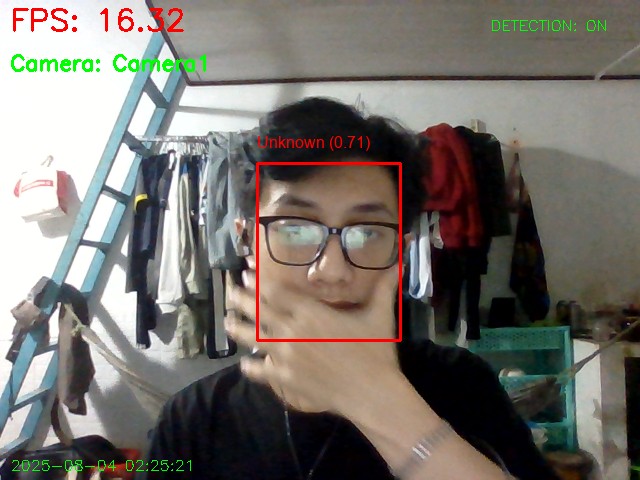 FPS: 16.32
DETECTION: ON
Camera: Camera1
Unknown (0.71)
2025-08-04 02:25:21